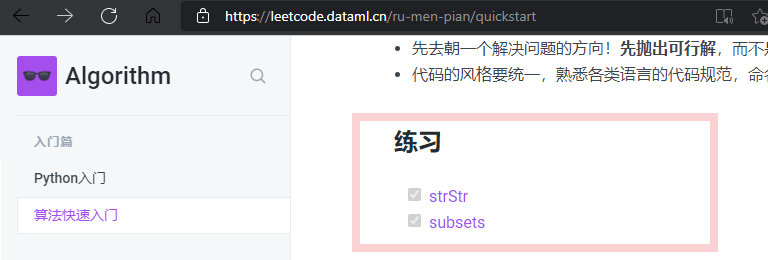 https://leetcode.dataml.cn/ru-men-pian/quickstart
Algorithm
入门篇
Python入门
算法快速入门
先去朝一个解决问题的方向！先抛出可行解，而不是
代码的风格要统一，熟悉各类语言的代码规范，命名
练习
strStr
subsets